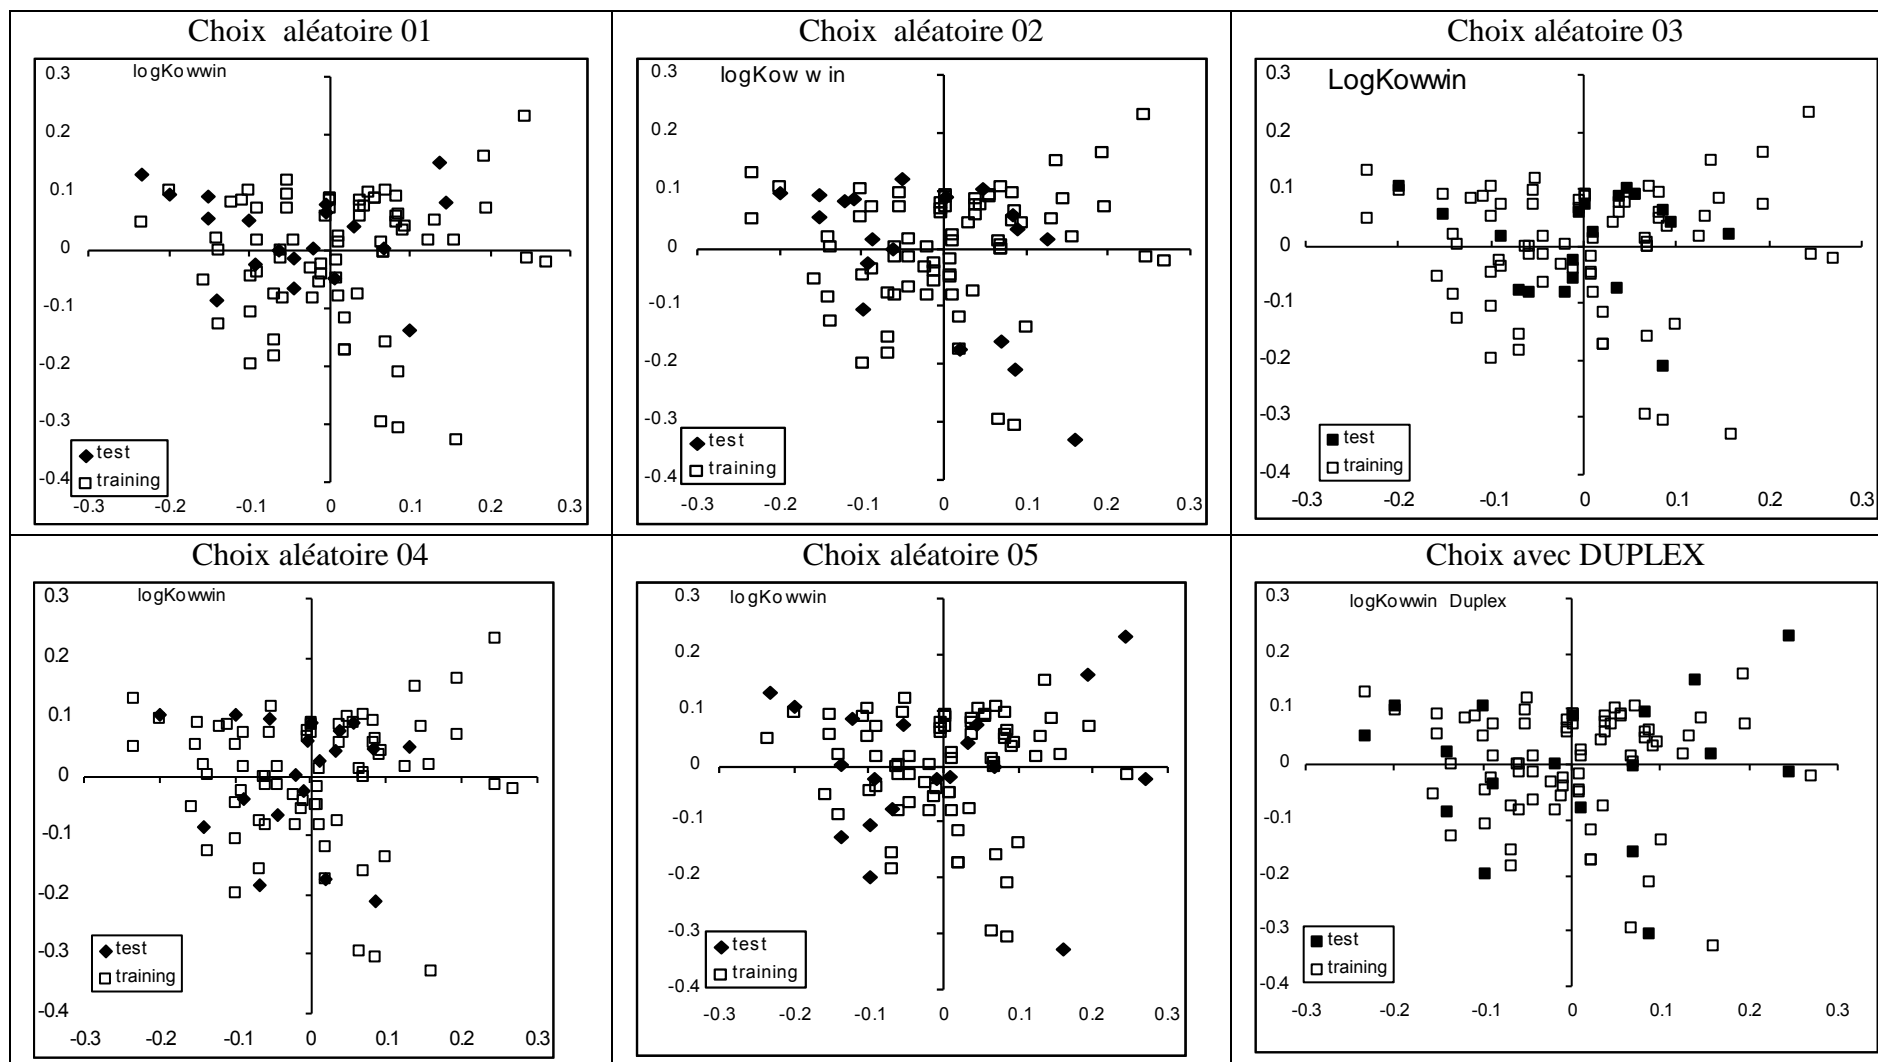 Choix aléatoire 01
logKowwin
0.3
0.2
0.1
0
-0.1
-0.2
-0.3
-0.4
-0.3 -0.2 -0.1 0 0.1 0.2 0.3
test
training
Choix aléatoire 02
logKow w in
0.3
0.2
0.1
0
-0.1
-0.2
-0.3
-0.4
-0.3 -0.2 -0.1 0 0.1 0.2 0.3
test
training
Choix aléatoire 03
LogKowwin
0.3
0.2
0.1
0
-0.1
-0.2
-0.3
-0.4
-0.3 -0.2 -0.1 0 0.1 0.2 0.3
test
training
Choix aléatoire 04
logKowwin
0.3
0.2
0.1
0
-0.1
-0.2
-0.3
-0.4
-0.3 -0.2 -0.1 0 0.1 0.2 0.3
test
training
Choix aléatoire 05
logKowwin
0.3
0.2
0.1
0
-0.1
-0.2
-0.3
-0.4
-0.3 -0.2 -0.1 0 0.1 0.2 0.3
test
training
Choix avec DUPLEX
logKowwin Duplex
0.3
0.2
0.1
0
-0.1
-0.2
-0.3
-0.4
-0.3 -0.2 -0.1 0 0.1 0.2 0.3
test
training